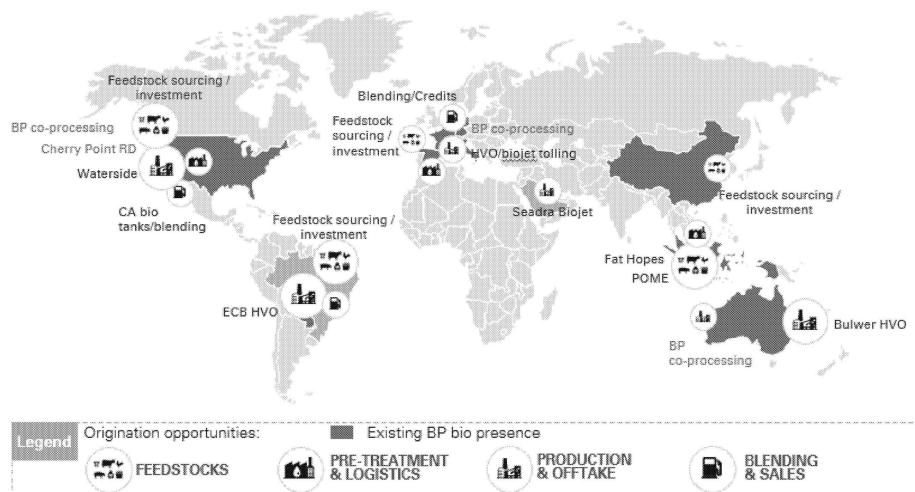 Feedstock sourcing /
investment
BP co-processing
Cherry Point RD
Waterside
CA bio
tanks/blending
Feedstock sourcing /
investment
ECB HVO
Blending/Credits
Feedstock
sourcing /
investment
BP co-processing
HVO/biojet tolling
Seadra Biojet
Feedstock sourcing /
investment
Fat Hopes
POME
BP
co-processing
Bulwer HVO
Legend
Origination opportunities:
Existing BP bio presence
FEEDSTOCKS
PRE-TREATMENT
& LOGISTICS
PRODUCTION
& OFFTAKE
BLENDING
& SALES